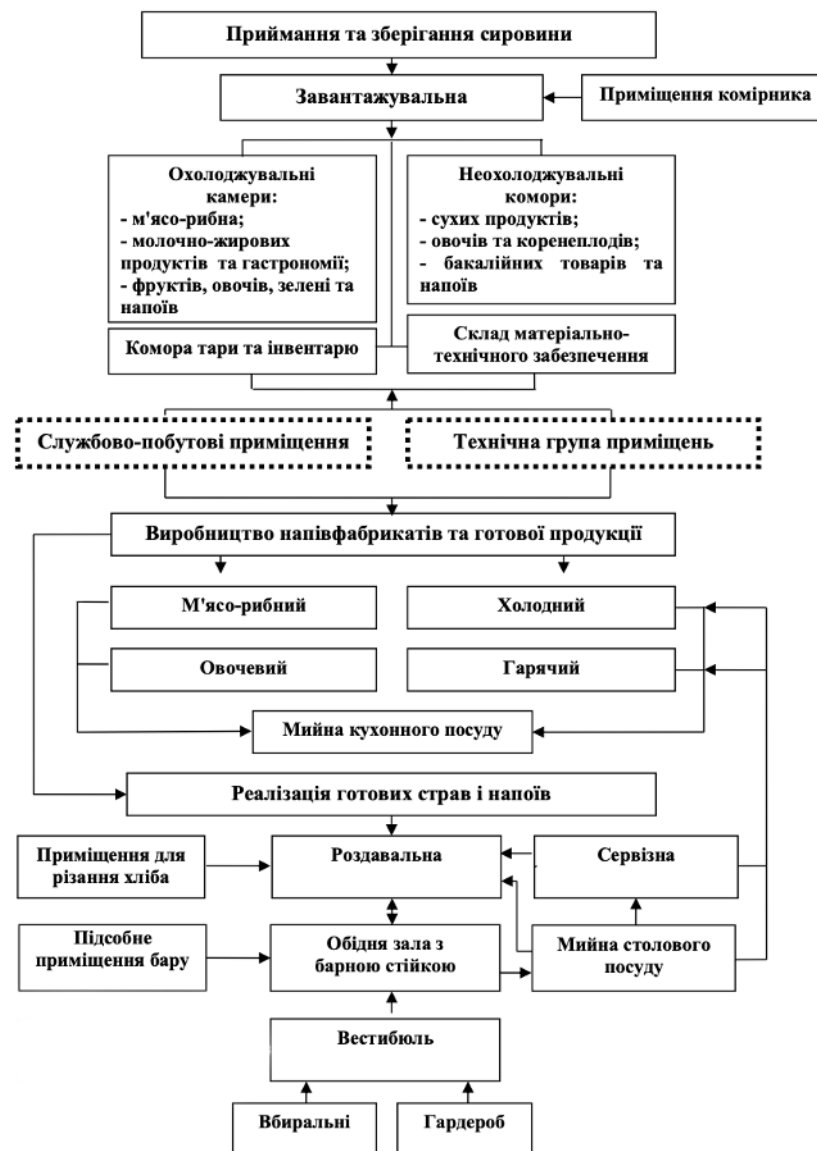 Приймання та зберігання сировини
Завантажувальна
Приміщення комірника
Охолоджувальні
камери:
- м'ясо-рибна;
- молочно-жирових
продуктів та гастрономії;
- фруктів, овочів, зелені та
напоїв
Неохолоджувальні
комори:
- сухих продуктів;
- овочів та коренеплодів;
- бакалійних товарів та
напоїв
Комора тари та інвентарю
Склад матеріально-
технічного забезпечення
Службово-побутові приміщення
Технічна група приміщень
Виробництво напівфабрикатів та готової продукції
М'ясо-рибний
Холодний
Овочевий
Гарячий
Мийна кухонного посуду
Реалізація готових страв і напоїв
Приміщення для
різання хліба
Роздавальна
Сервізна
Підсобне
приміщення бару
Обідня зала з
барною стійкою
Мийна столового
посуду
Вестибюль
Вбиральні
Гардероб